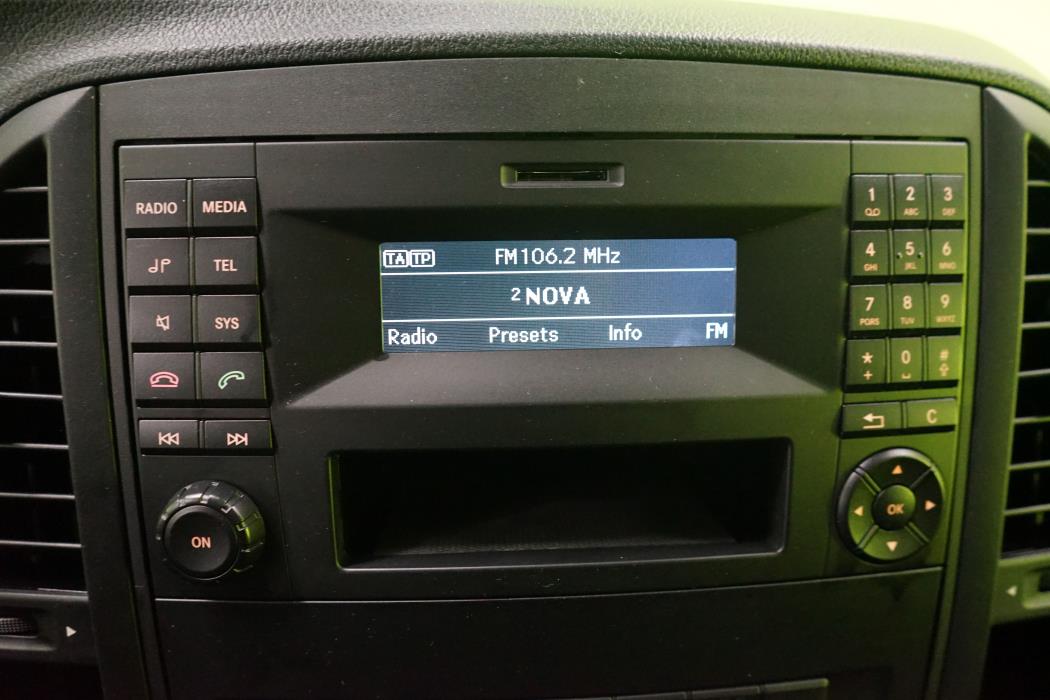 RADIO MEDIA
TEL
SYS
ON
TA TP FM106.2 MHz
2 NOVA
Radio Presets Info FM
1 2 3
ABC DEF
4 5 6
GHI JKL MNO
7 8 9
PQRS TUV WXYZ
* 0 #
+
C
OK